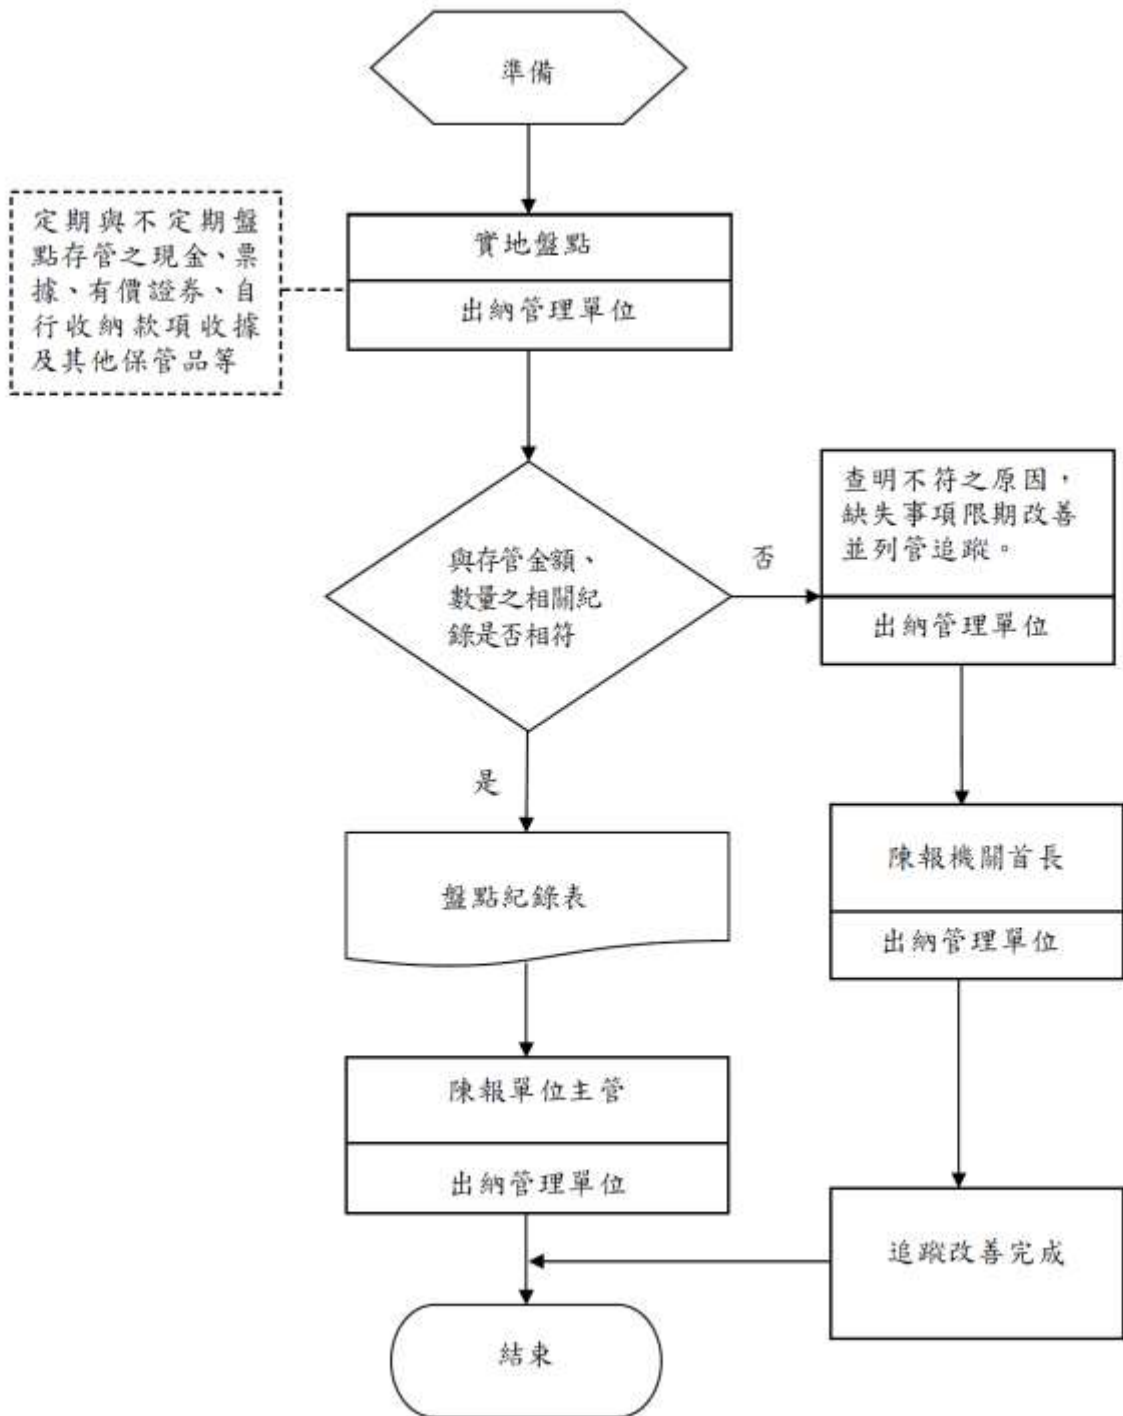 準備
定期與不定期盤
點存管之現金、票
據、有價證券、自
行收納款項收據
及其他保管品等
實地盤點
出納管理單位
與存管金額、
數量之相關紀
錄是否相符
否
查明不符之原因，
缺失事項限期改善
並列管追蹤。
出納管理單位
是
盤點紀錄表
陳報機關首長
出納管理單位
陳報單位主管
出納管理單位
追蹤改善完成
結束